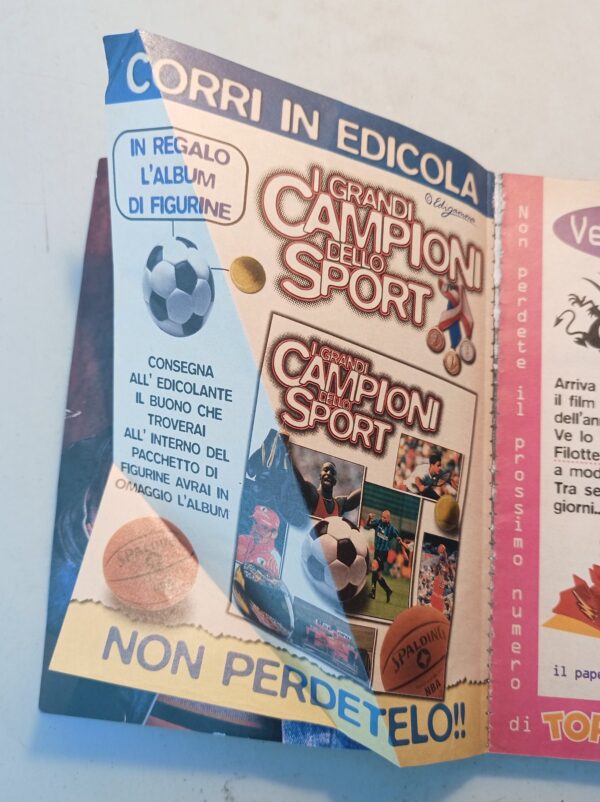 CORRI IN EDICOLA
IN REGALO
L'ALBUM
DI FIGURINE
I GRANDI
CAMPIONI
DELLO
SPORT
Edigamma
CONSEGNA
ALL' EDICOLANTE
IL BUONO CHE
TROVERAI
ALL' INTERNO DEL
PACCHETTO DI
FIGURINE AVRAI IN
OMAGGIO L'ALBUM
I GRANDI
CAMPIONI
DELLO
SPORT
SPALDING
SPALDING
NBA
NON PERDETELO!!
Non perdete il prossimo numero
di TOP
Ve
Arriva
il film
dell'an
Ve lo
Filotte
a mod
Tra se
giorni..
il pape